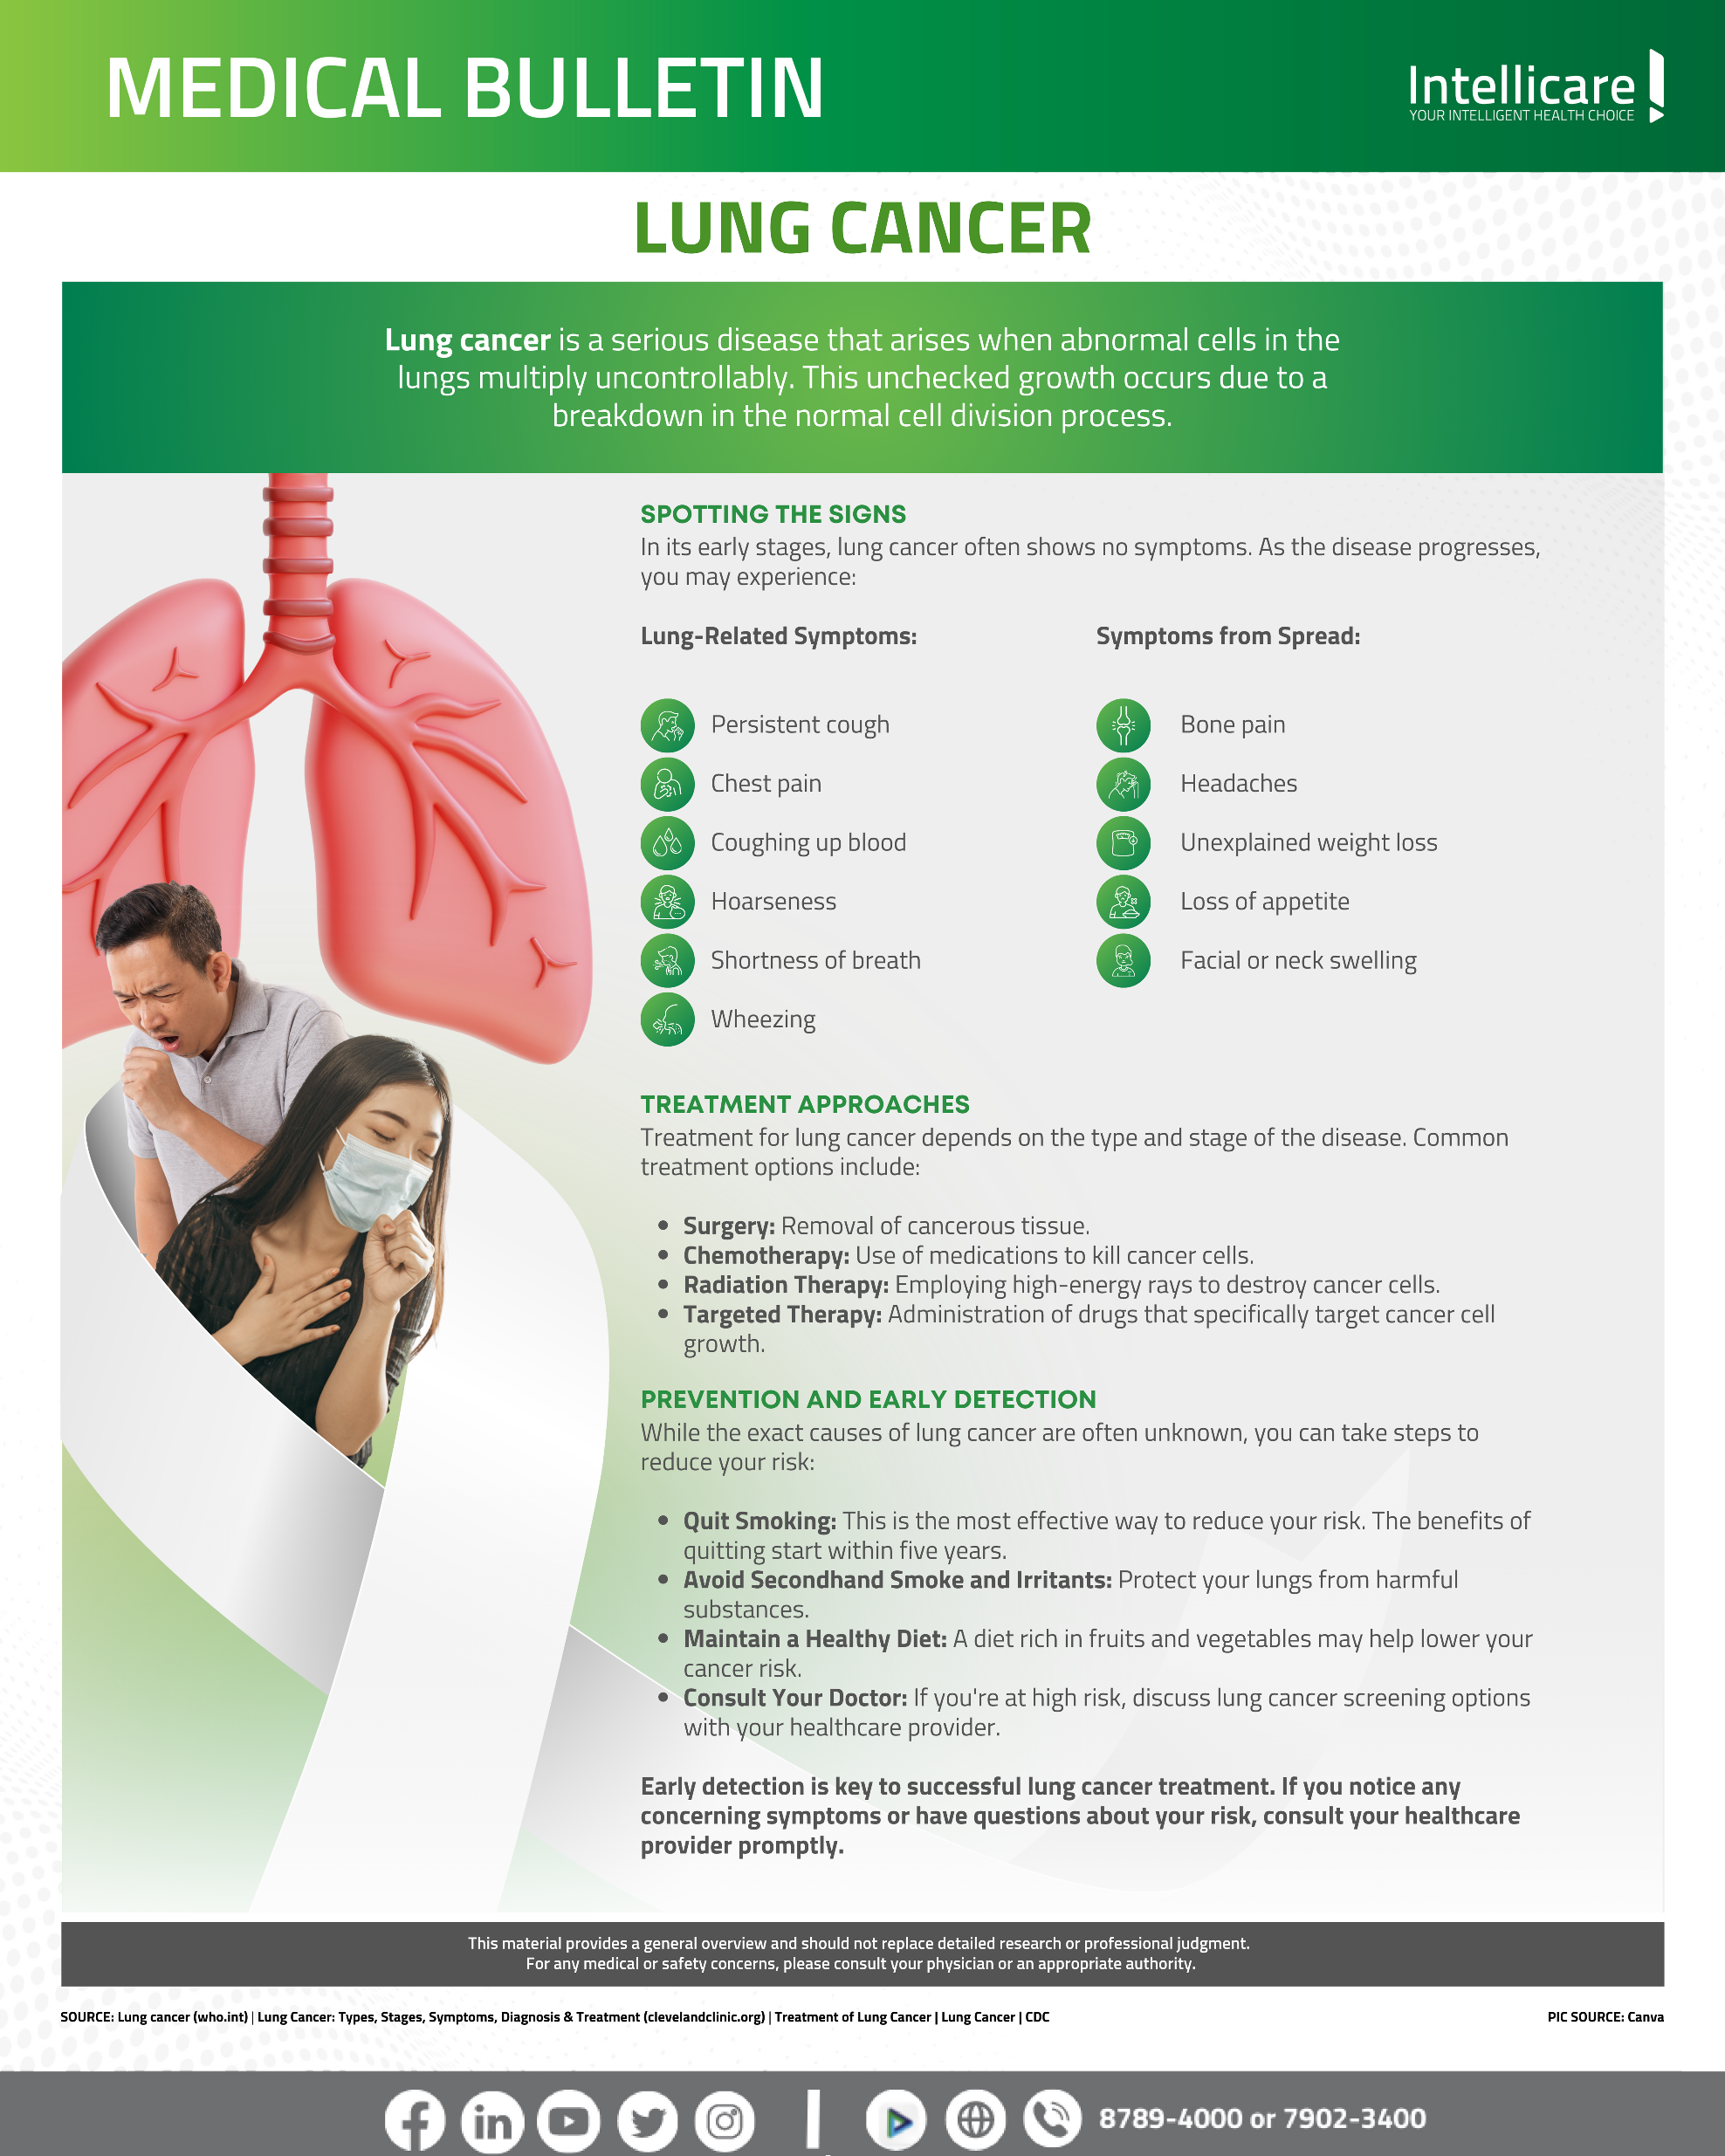 MEDICAL BULLETIN
Intellicare
YOUR INTELLIGENT HEALTH CHOICE
LUNG CANCER
Lung cancer is a serious disease that arises when abnormal cells in the
lungs multiply uncontrollably. This unchecked growth occurs due to a
breakdown in the normal cell division process.
SPOTTING THE SIGNS
In its early stages, lung cancer often shows no symptoms. As the disease progresses,
you may experience:
Lung-Related Symptoms:
Persistent cough
Chest pain
Coughing up blood
Hoarseness
Shortness of breath
Wheezing
Symptoms from Spread:
Bone pain
Headaches
Unexplained weight loss
Loss of appetite
Facial or neck swelling
TREATMENT APPROACHES
Treatment for lung cancer depends on the type and stage of the disease. Common
treatment options include:
• Surgery: Removal of cancerous tissue.
• Chemotherapy: Use of medications to kill cancer cells.
• Radiation Therapy: Employing high-energy rays to destroy cancer cells.
• Targeted Therapy: Administration of drugs that specifically target cancer cell
growth.
PREVENTION AND EARLY DETECTION
While the exact causes of lung cancer are often unknown, you can take steps to
reduce your risk:
• Quit Smoking: This is the most effective way to reduce your risk. The benefits of
quitting start within five years.
• Avoid Secondhand Smoke and Irritants: Protect your lungs from harmful
substances.
• Maintain a Healthy Diet: A diet rich in fruits and vegetables may help lower your
cancer risk.
• Consult Your Doctor: If you're at high risk, discuss lung cancer screening options
with your healthcare provider.
Early detection is key to successful lung cancer treatment. If you notice any
concerning symptoms or have questions about your risk, consult your healthcare
provider promptly.
This material provides a general overview and should not replace detailed research or professional judgment.
For any medical or safety concerns, please consult your physician or an appropriate authority.
SOURCE: Lung cancer (who.int) | Lung Cancer: Types, Stages, Symptoms, Diagnosis & Treatment (clevelandclinic.org) | Treatment of Lung Cancer | Lung Cancer | CDC
PIC SOURCE: Canva
8789-4000 or 7902-3400